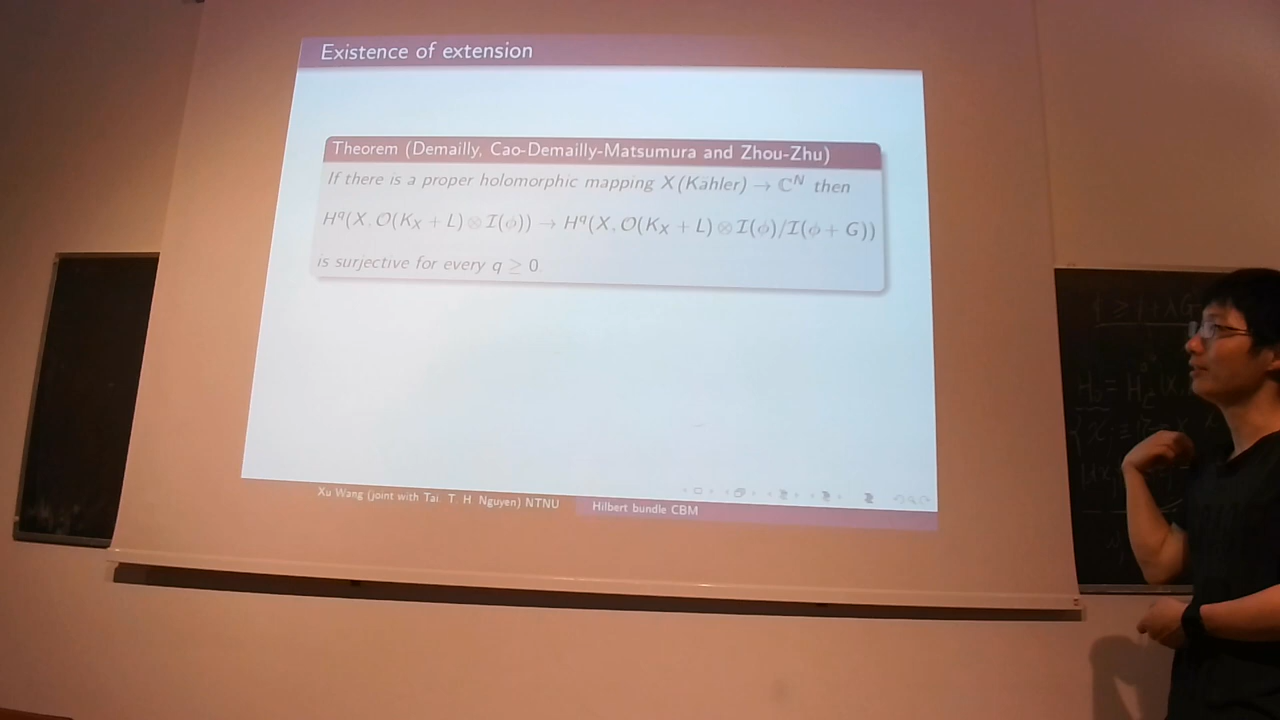 Existence of extension
Theorem (Demailly, Cao-Demailly-Matsumura and Zhou-Zhu)
If there is a proper holomorphic mapping X(Kähler) → ℂᴺ then
H^q(X, O(K_X + L) ⊗ I(ϕ)) → H^q(X, O(K_X + L) ⊗ I(ϕ)/I(ϕ + G))
is surjective for every q ≥ 0
Xu Wang (joint with Tai. T. H Nguyen) NTNU
Hilbert bundle CBM